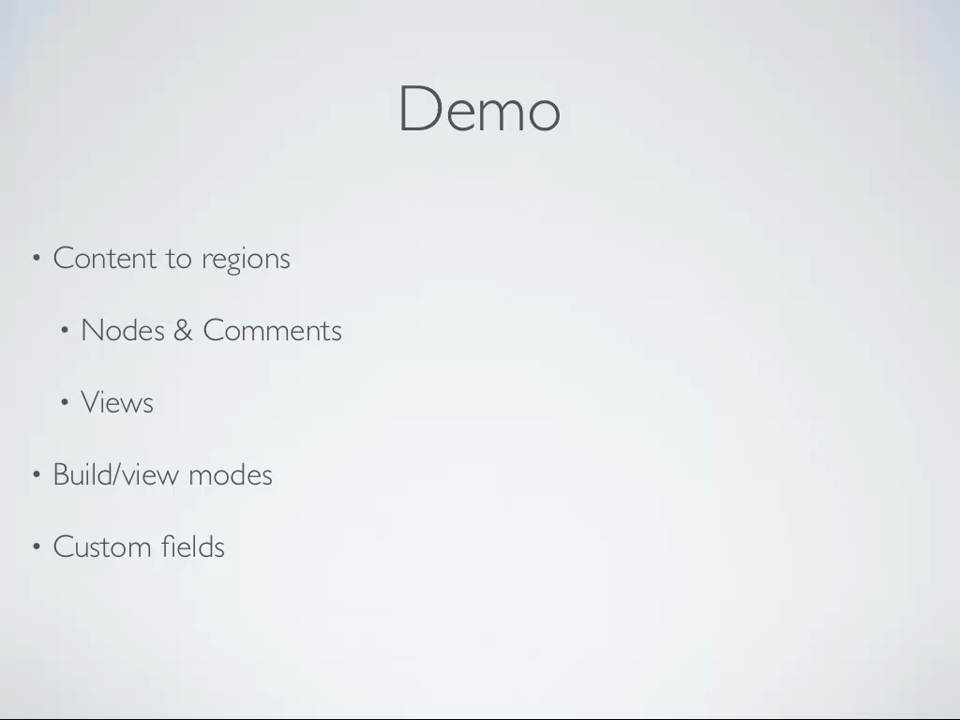 Demo
• Content to regions
• Nodes & Comments
• Views
• Build/view modes
• Custom fields